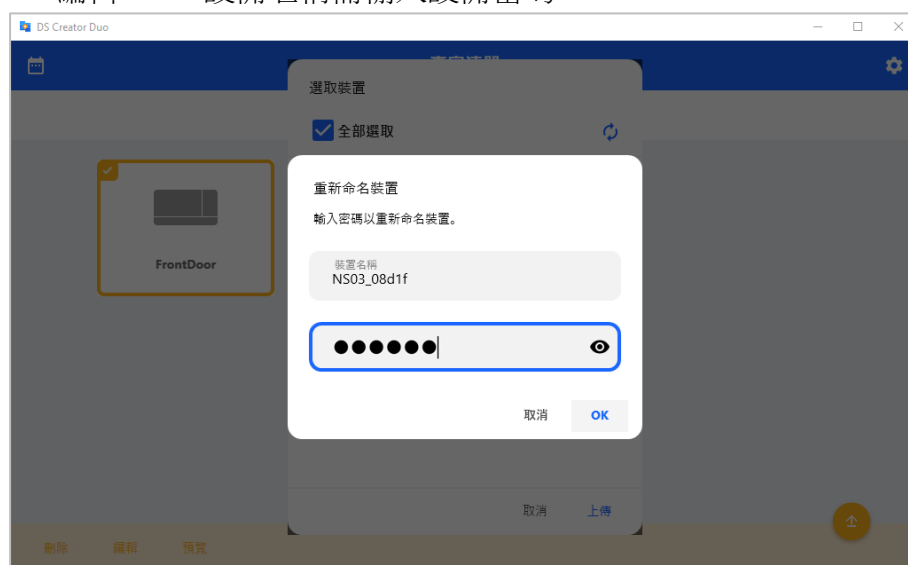 DS Creator Duo
選取裝置
全部選取
重新命名裝置
輸入密碼以重新命名裝置。
裝置名稱
NS03_08d1f
FrontDoor
取消 OK
取消 上傳
刪除 編輯 預覽